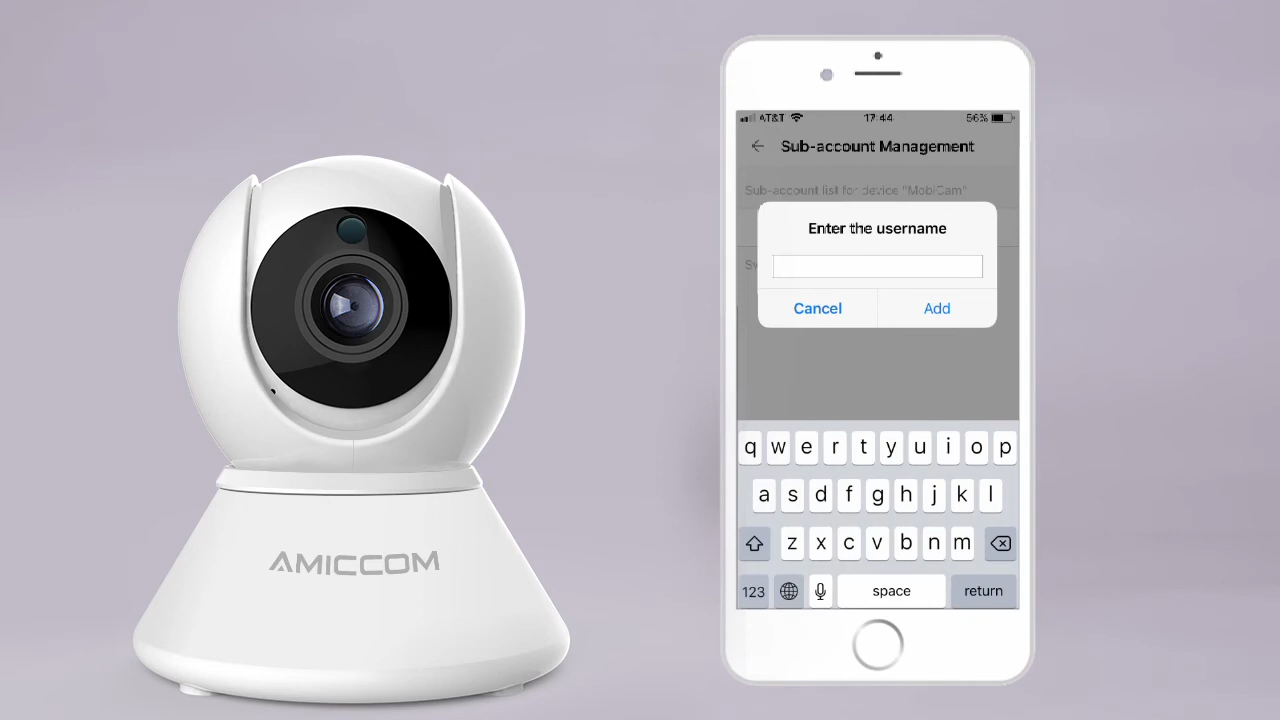 AMICCOM
AT&T 17:44 56%
Sub-account Management
Sub-account list for device "MobiCam"
Enter the username
Cancel Add
q w e r t y u i o p
a s d f g h j k l
z x c v b n m
123 space return